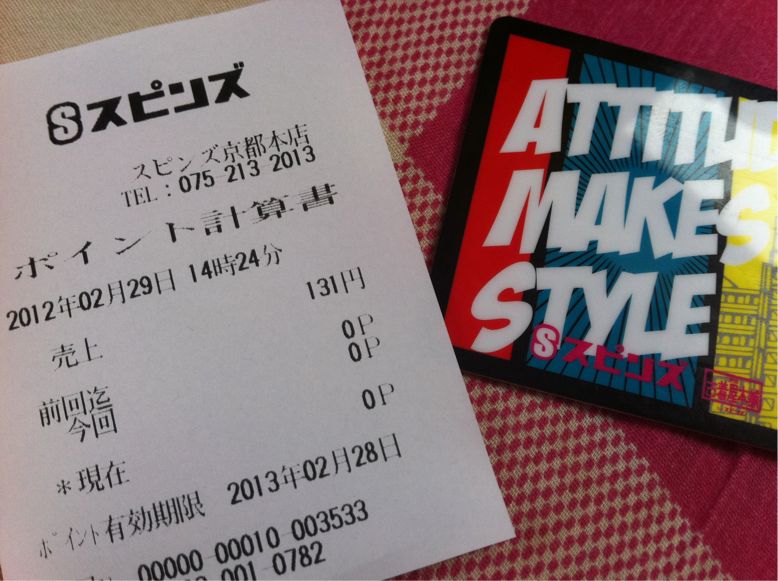 Sスピンズ
スピンズ京都本店
TEL:075-213-2013
ポイント計算書
2012年02月29日 14時24分
売上 131円
前回迄 0P
今回 0P
*現在 0P
ポイント有効期限 2013年02月28日
00000-00010-003533
001-0782
ATTITU
MAKES
STYLE
Sスピンズ